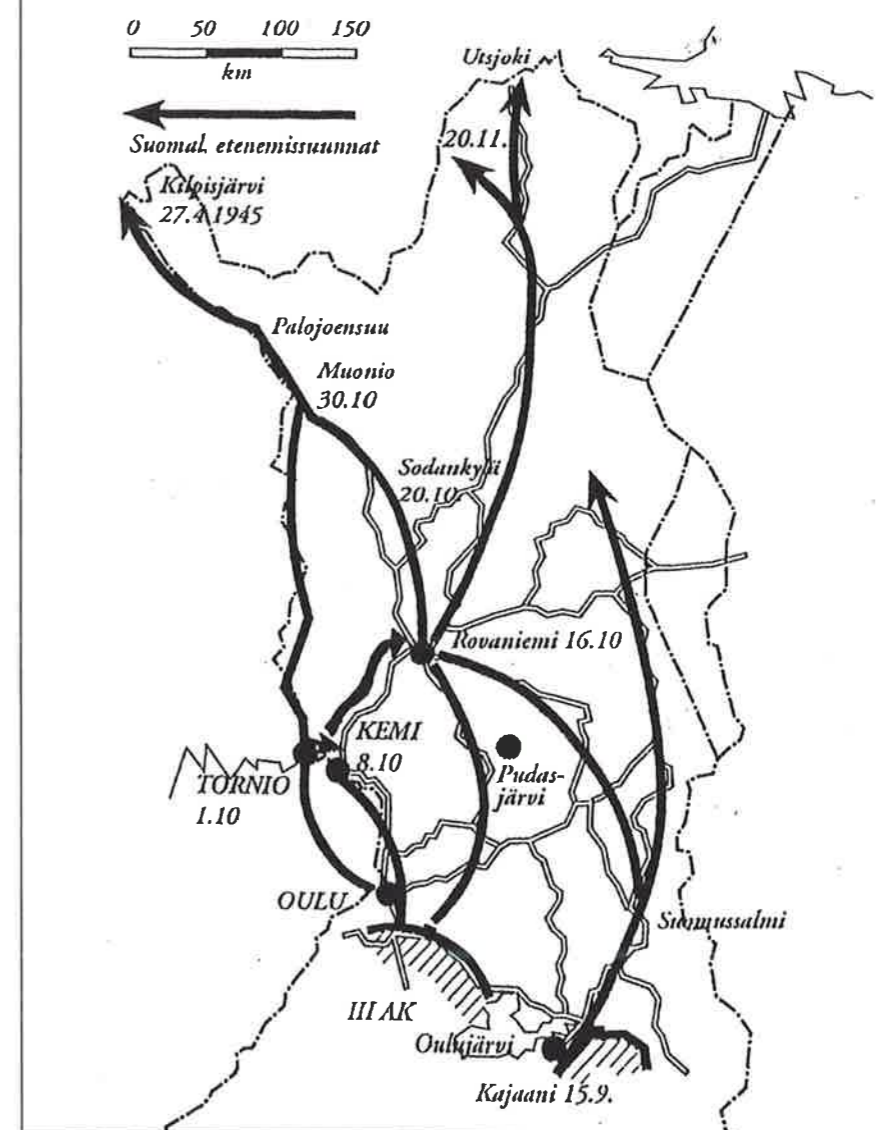 0 50 100 150
km
Suomal. etenemissuunnat
Utsjoki
20.11.
Kilpisjärvi
27.4.1945
Palojoensuu
Muonio
30.10
Sodankylä
20.10.
Rovaniemi 16.10
KEMI
8.10
TORNIO
1.10
Pudas-
järvi
OULU
Suomussalmi
III AK
Oulujärvi
Kajaani 15.9.